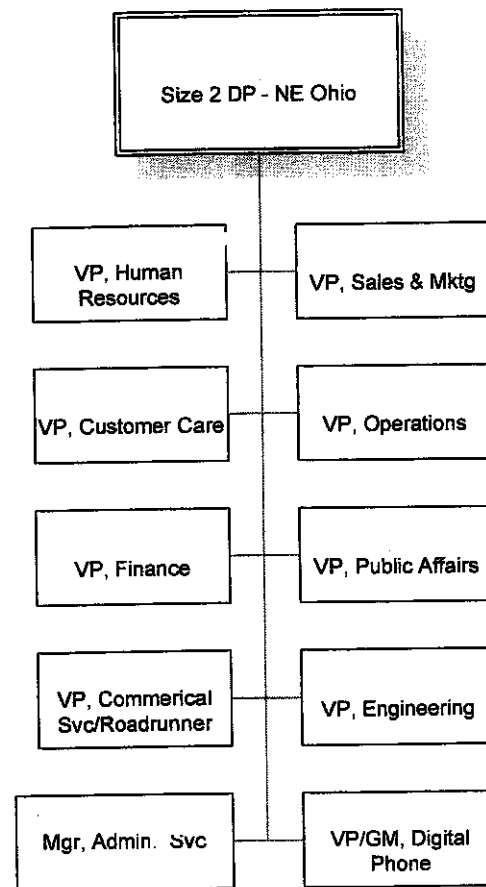 Size 2 DP - NE Ohio
VP, Human
Resources
VP, Sales & Mktg
VP, Customer Care
VP, Operations
VP, Finance
VP, Public Affairs
VP, Commerical
Svc/Roadrunner
VP, Engineering
Mgr, Admin. Svc
VP/GM, Digital
Phone